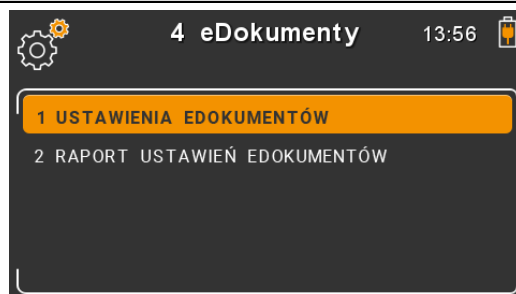 4 eDokumenty 13:56
1 USTAWIENIA EDOKUMENTÓW
2 RAPORT USTAWIEŃ EDOKUMENTÓW